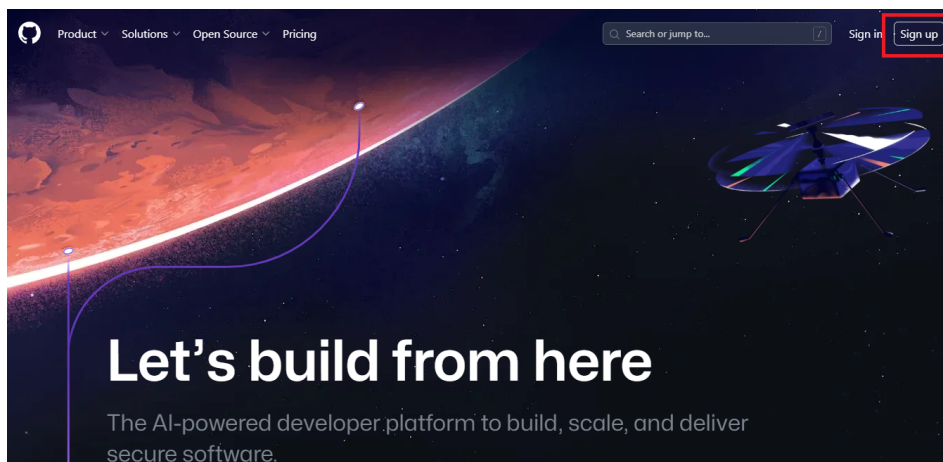 Product Solutions Open Source Pricing Search or jump to... / Sign in Sign up
Let's build from here
The AI-powered developer platform to build, scale, and deliver
secure software.